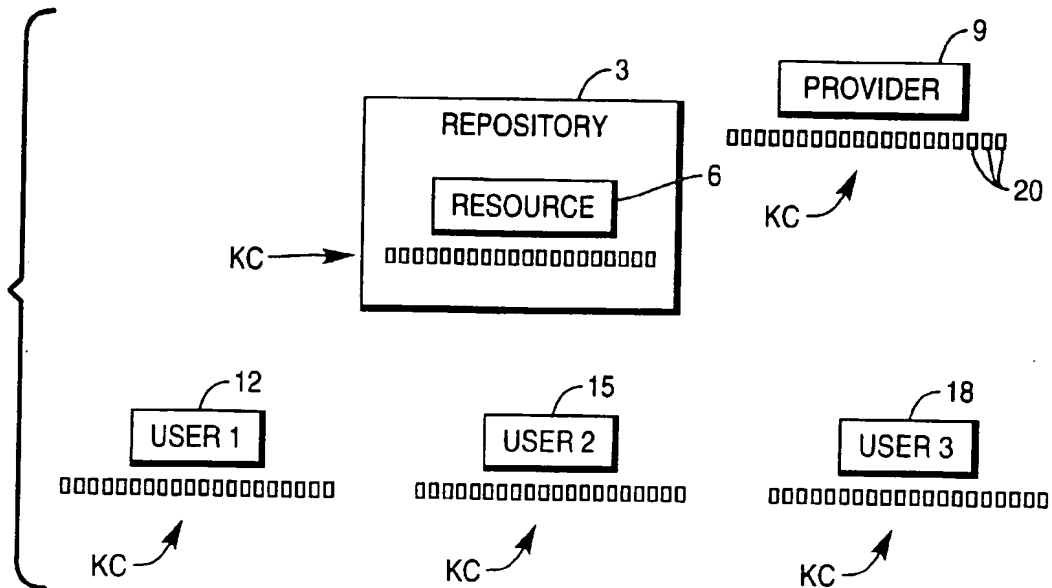 3
9
REPOSITORY
PROVIDER
6
RESOURCE
20
KC
KC
12
15
18
USER 1
USER 2
USER 3
KC
KC
KC